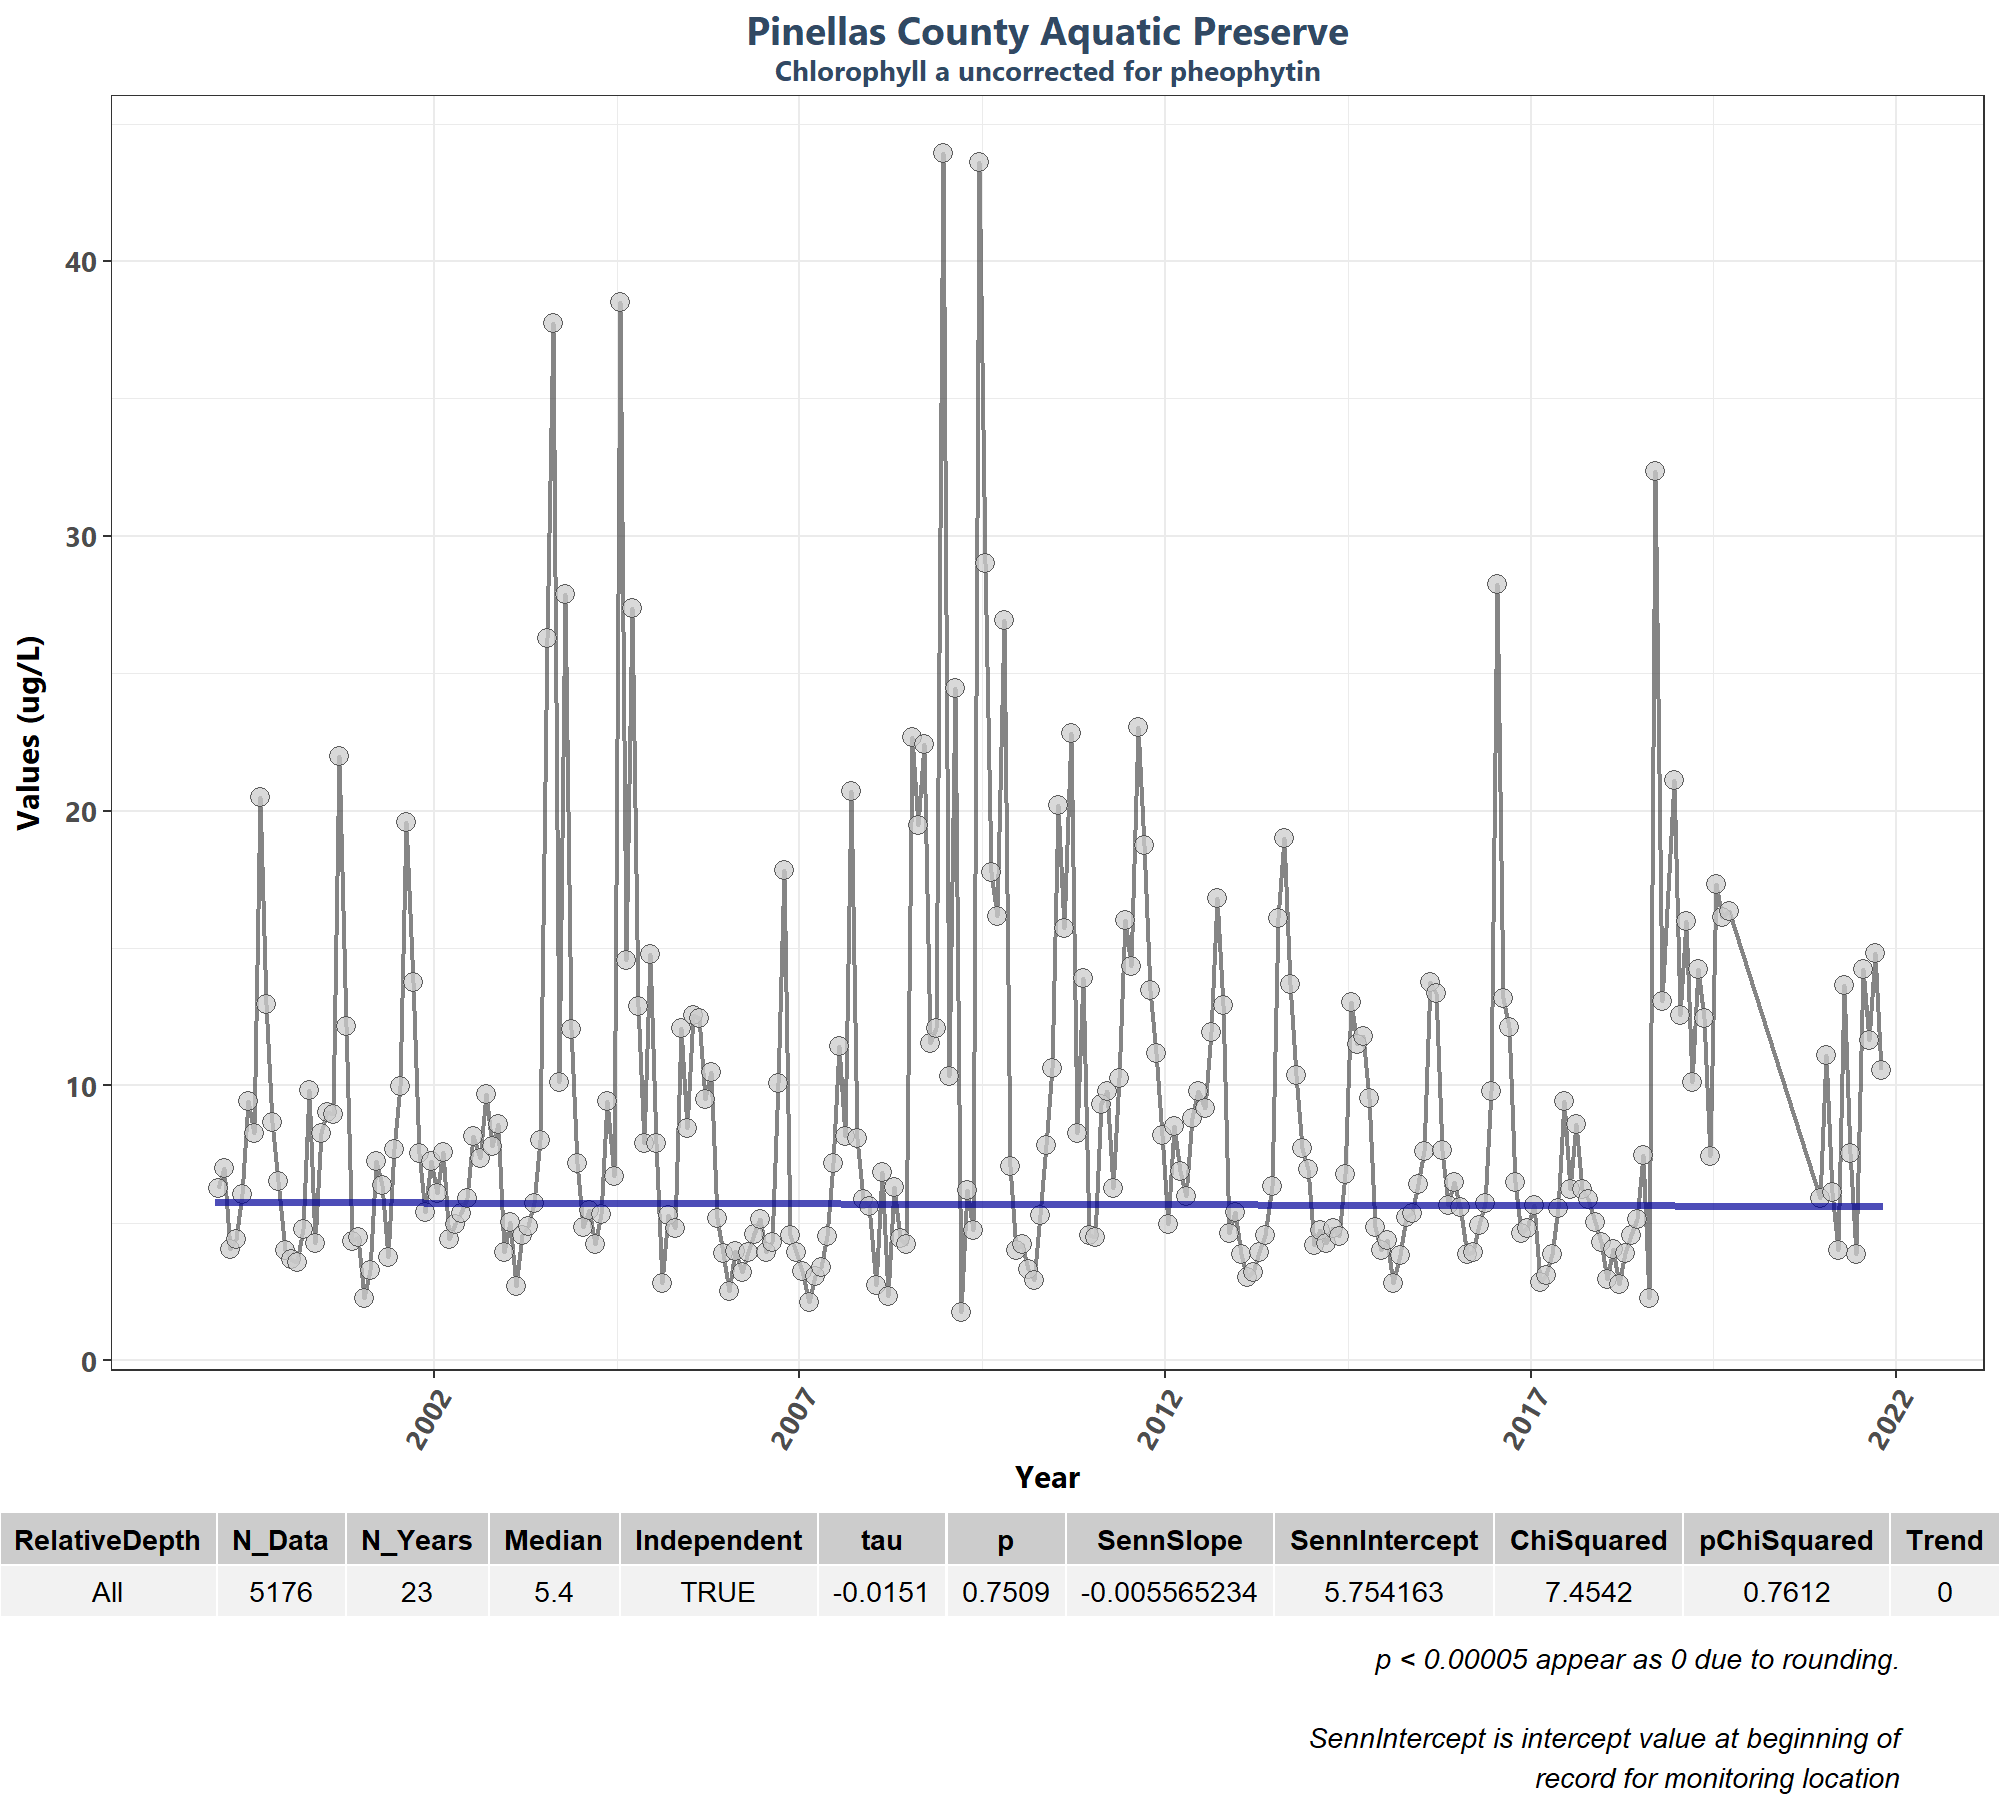 Pinellas County Aquatic Preserve
Chlorophyll a uncorrected for pheophytin
Values (ug/L)
40
30
20
10
0
2002
2007
2012
2017
2022
Year
RelativeDepth N_Data N_Years Median Independent tau p SennSlope SennIntercept ChiSquared pChiSquared Trend
All 5176 23 5.4 TRUE -0.0151 0.7509 -0.005565234 5.754163 7.4542 0.7612 0
p < 0.00005 appear as 0 due to rounding.
SennIntercept is intercept value at beginning of
record for monitoring location